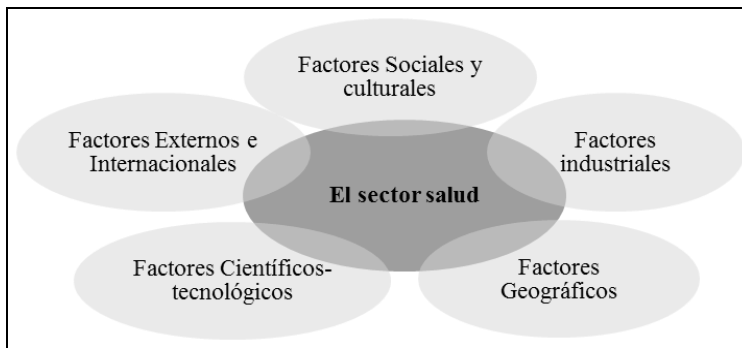 Factores Sociales y
culturales
Factores Externos e
Internacionales
Factores
industriales
El sector salud
Factores Científicos-
tecnológicos
Factores
Geográficos